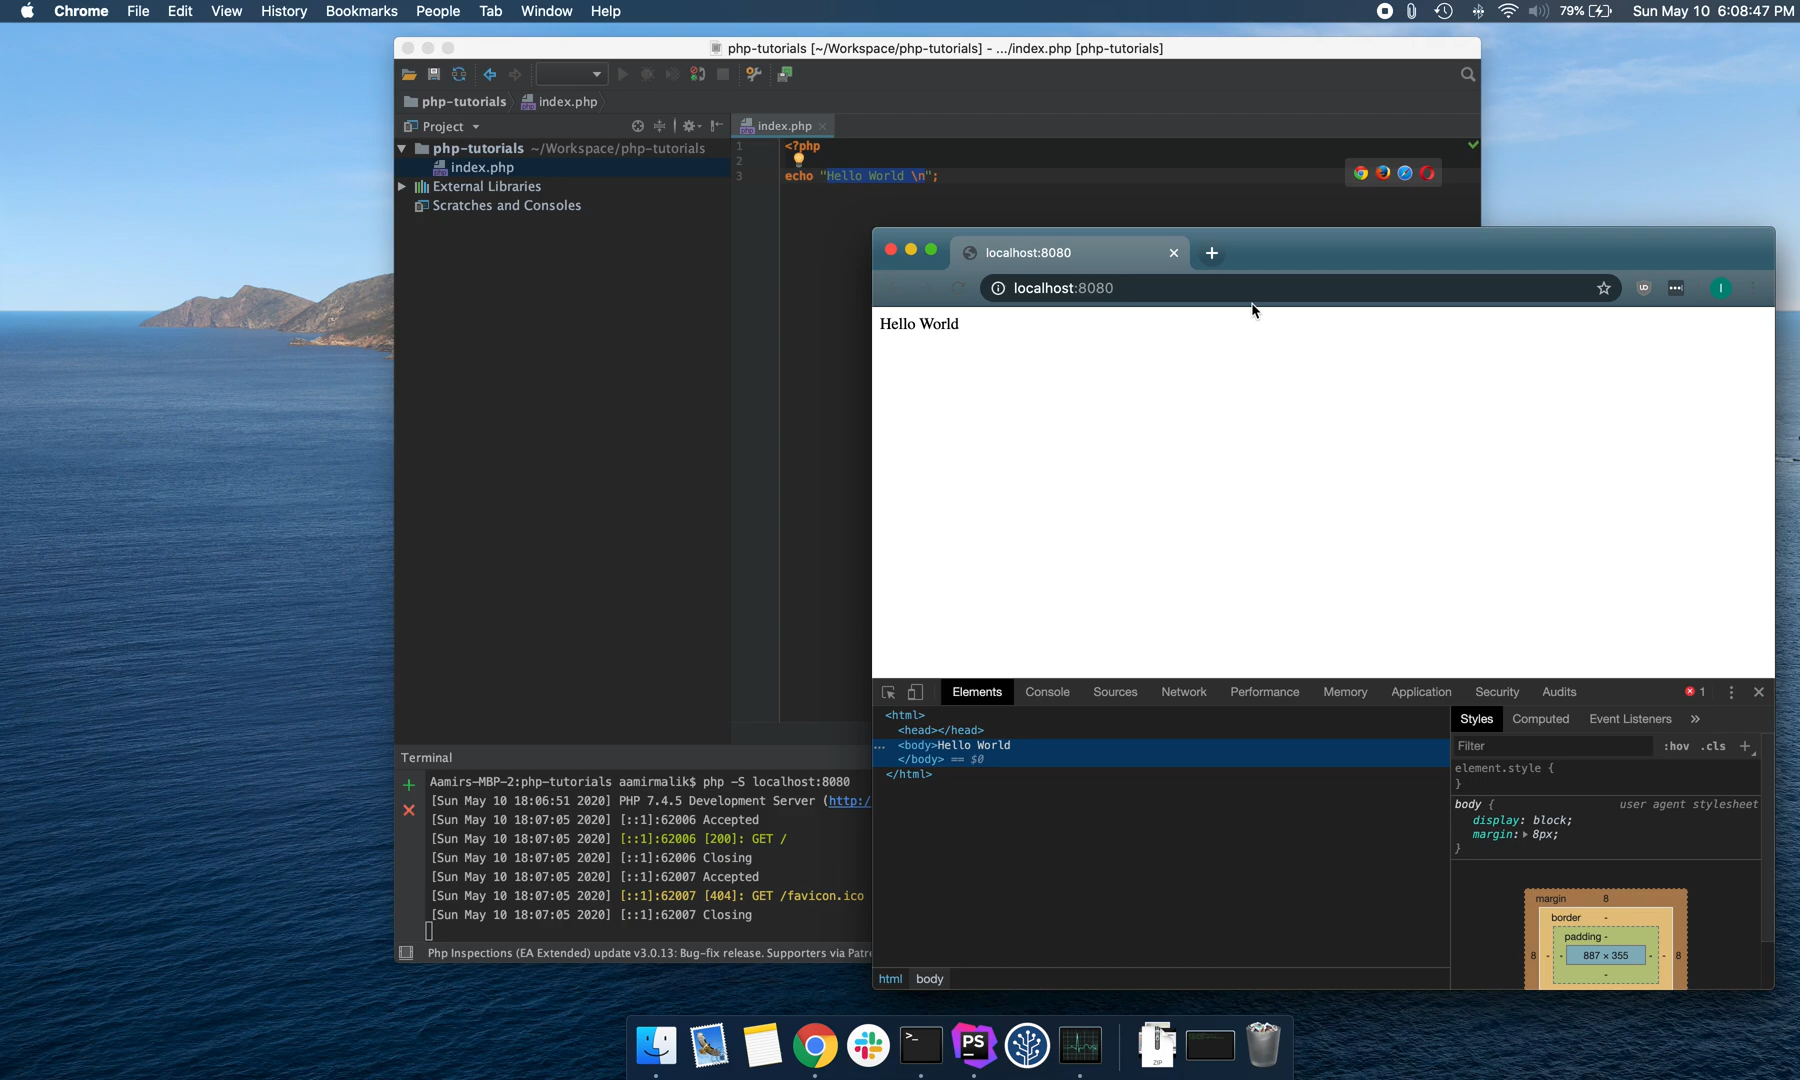 Chrome File Edit View History Bookmarks People Tab Window Help 79% Sun May 10 6:08:47 PM
php-tutorials [~/Workspace/php-tutorials] - .../index.php [php-tutorials]
php-tutorials index.php
Project
index.php
php-tutorials ~/Workspace/php-tutorials
index.php
External Libraries
Scratches and Consoles
1 <?php
2
3 echo "Hello World \n";
localhost:8080
localhost:8080
Hello World
Elements Console Sources Network Performance Memory Application Security Audits 1
<html>
<head></head>
… <body>Hello World
</body> == $0
</html>
html body
Styles Computed Event Listeners »
Filter :hov .cls +
element.style {
}
body { user agent stylesheet
display: block;
margin: 8px;
}
margin 8
border -
padding -
8 - - 887 × 355 - - 8
-
Terminal
Aamirs-MBP-2:php-tutorials aamirmalik$ php -S localhost:8080
[Sun May 10 18:06:51 2020] PHP 7.4.5 Development Server (http:/
[Sun May 10 18:07:05 2020] [::1]:62006 Accepted
[Sun May 10 18:07:05 2020] [::1]:62006 [200]: GET /
[Sun May 10 18:07:05 2020] [::1]:62006 Closing
[Sun May 10 18:07:05 2020] [::1]:62007 Accepted
[Sun May 10 18:07:05 2020] [::1]:62007 [404]: GET /favicon.ico
[Sun May 10 18:07:05 2020] [::1]:62007 Closing
Php Inspections (EA Extended) update v3.0.13: Bug-fix release. Supporters via Patre
PS
ZIP